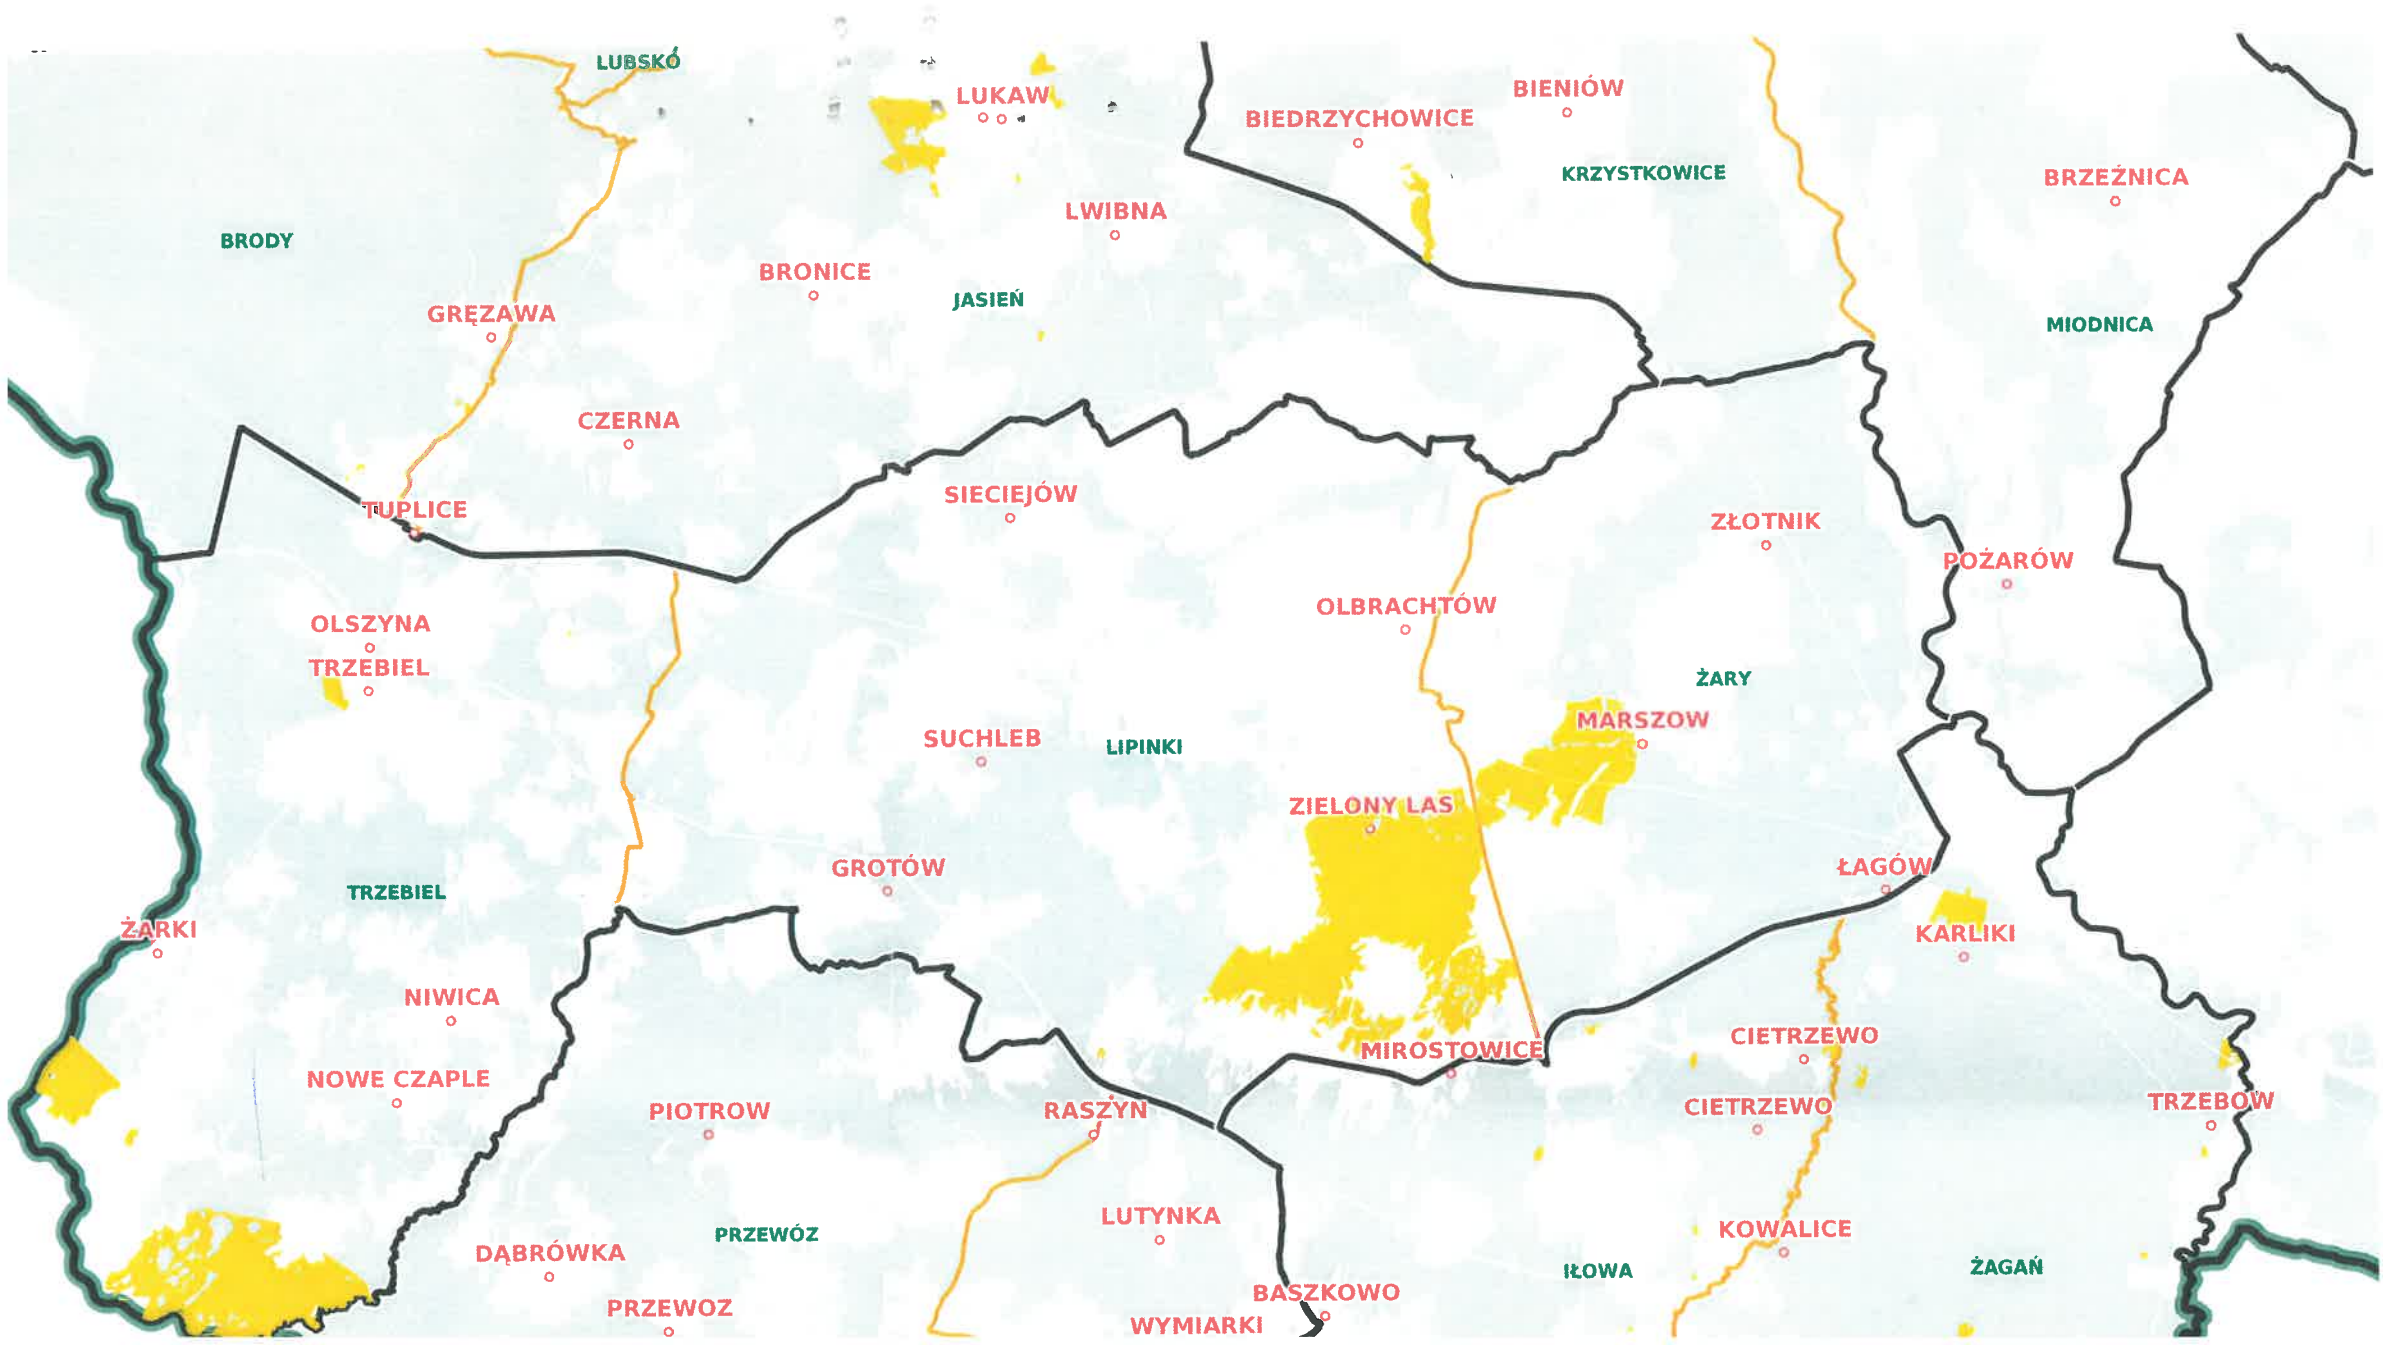 LUBSKÓ
LUKAW
BIENIÓW
BIEDRZYCHOWICE
KRZYSTKOWICE
BRZEŹNICA
LWIBNA
BRODY
BRONICE
JASIEŃ
GRĘZAWA
MIODNICA
CZERNA
SIECIEJÓW
TUPLICE
ZŁOTNIK
POŻARÓW
OLBRACHTÓW
OLSZYNA
TRZEBIEL
ŻARY
MARSZOW
SUCHLEB
LIPINKI
ZIELONY LAS
GROTÓW
ŁAGÓW
TRZEBIEL
ŻARKI
KARLIKI
NIWICA
CIETRZEWO
MIROSTOWICE
NOWE CZAPLE
PIOTROW
RASZYN
CIETRZEWO
TRZEBOW
LUTYNKA
KOWALICE
PRZEWÓZ
DĄBRÓWKA
IŁOWA
ŻAGAŃ
BASZKOWO
PRZEWOZ
WYMIARKI